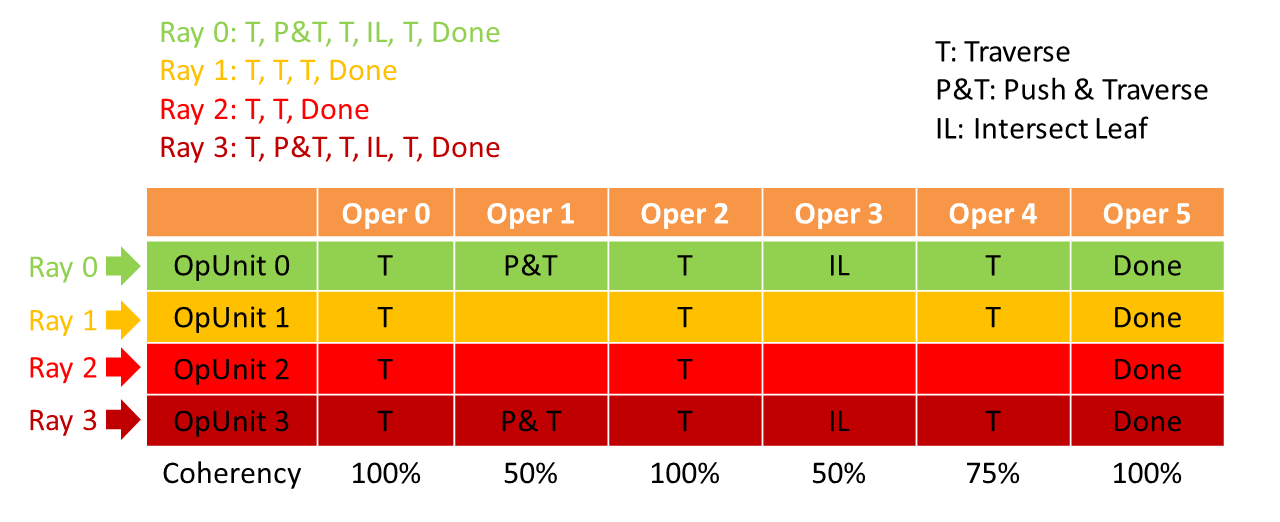 Ray 0: T, P&T, T, IL, T, Done
Ray 1: T, T, T, Done
Ray 2: T, T, Done
Ray 3: T, P&T, T, IL, T, Done
T: Traverse
P&T: Push & Traverse
IL: Intersect Leaf
Oper 0 Oper 1 Oper 2 Oper 3 Oper 4 Oper 5
Ray 0 OpUnit 0 T P&T T IL T Done
Ray 1 OpUnit 1 T T T Done
Ray 2 OpUnit 2 T T Done
Ray 3 OpUnit 3 T P& T T IL T Done
Coherency 100% 50% 100% 50% 75% 100%